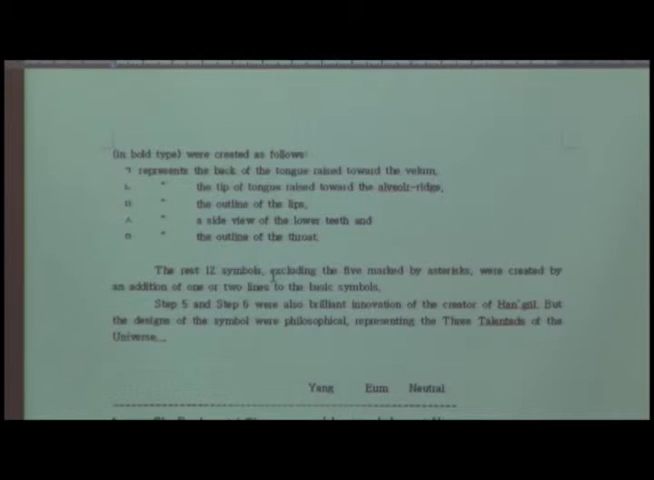 (in bold type) were created as follows:
ㄱ represents the back of the tongue raised toward the velum,
ㄴ " the tip of tongue raised toward the alveolr-ridge,
ㅁ " the outline of the lips,
ㅅ " a side view of the lower teeth and
ㅇ " the outline of the throat.
The rest 12 symbols, excluding the five marked by asterisks, were created by
an addition of one or two lines to the basic symbols.
Step 5 and Step 6 were also brilliant innovation of the creator of Han'gŭl. But
the designs of the symbol were philosophical, representing the Three Talenteds of the
Universe...
Yang Eum Neutral